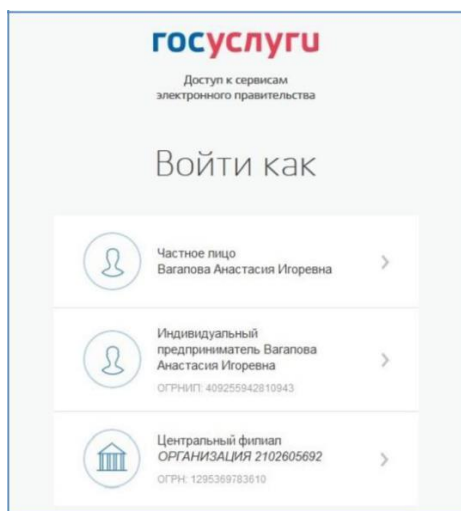 госуслуги
Доступ к сервисам
электронного правительства
Войти как
Частное лицо
Вагапова Анастасия Игоревна
Индивидуальный
предприниматель Вагапова
Анастасия Игоревна
ОГРНИП: 409255942810943
Центральный филиал
ОРГАНИЗАЦИЯ 2102605692
ОГРН: 1295369783610